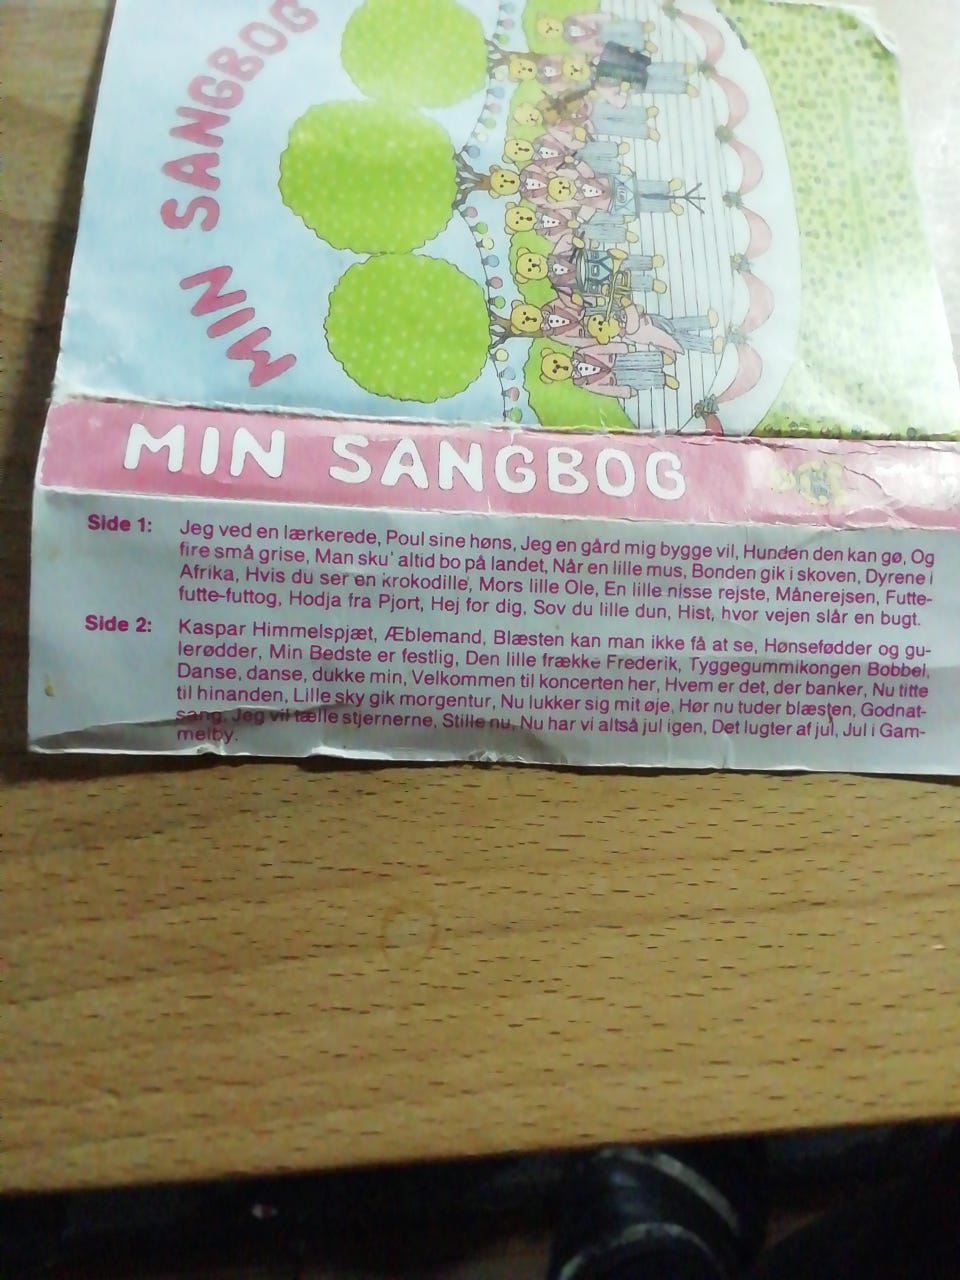 MIN SANGBOG
MIN SANGBOG
Side 1: Jeg ved en lærkerede, Poul sine høns, Jeg en gård mig bygge vil, Hunden den kan gø, Og
fire små grise, Man sku' altid bo på landet, Når en lille mus, Bonden gik i skoven, Dyrene i
Afrika, Hvis du ser en krokodille, Mors lille Ole, En lille nisse rejste, Månerejsen, Futte-
futte-futtog, Hodja fra Pjort, Hej for dig, Sov du lille dun, Hist, hvor vejen slår en bugt.
Side 2: Kaspar Himmelspjæt, Æblemand, Blæsten kan man ikke få at se, Hønsefødder og gu-
lerødder, Min Bedste er festlig, Den lille frække Frederik, Tyggegummikongen Bobbel,
Danse, danse, dukke min, Velkommen til koncerten her, Hvem er det, der banker, Nu titte
til hinanden, Lille sky gik morgentur, Nu lukker sig mit øje, Hør nu tuder blæsten, Godnat-
sang. Jeg vil tælle stjernerne, Stille nu, Nu har vi altså jul igen, Det lugter af jul, Jul i Gam-
melby.